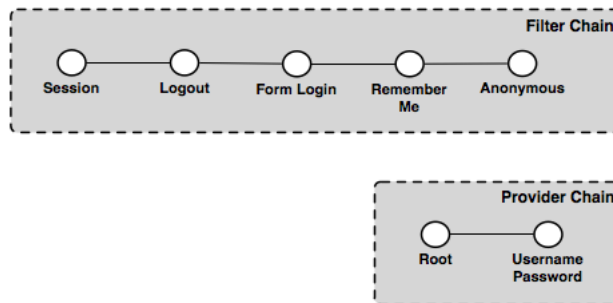 Filter Chain
Session
Logout
Form Login
Remember
Me
Anonymous
Provider Chain
Root
Username
Password